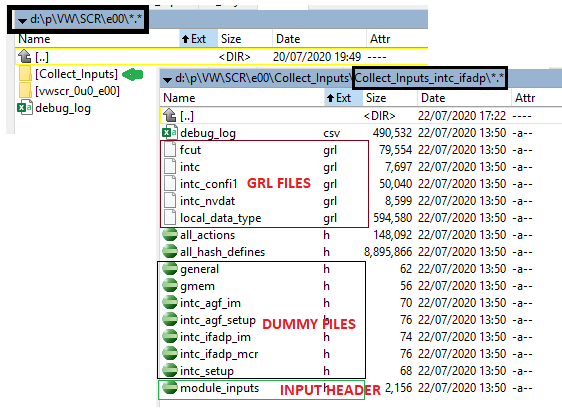 d:\p\VW\SCR\e00\*.*
Name Ext Size Date Attr
[..] <DIR> 20/07/2020 19:49 ----
[Collect_Inputs]
[vwscr_0u0_e00]
debug_log
d:\p\VW\SCR\e00\Collect_Inputs\Collect_Inputs_intc_ifadp\*.*
Name Ext Size Date Attr
[..] <DIR> 22/07/2020 17:22 ----
debug_log csv 490,532 22/07/2020 13:50 -a--
fcut grl 79,554 22/07/2020 13:50 -a--
intc grl 7,697 22/07/2020 13:50 -a--
intc_confi1 grl 50,040 22/07/2020 13:50 -a--
GRL FILES
intc_nvdat grl 8,599 22/07/2020 13:50 -a--
local_data_type grl 594,580 22/07/2020 13:50 -a--
all_actions h 148,092 22/07/2020 13:50 -a--
all_hash_defines h 8,895,866 22/07/2020 13:50 -a--
general h 62 22/07/2020 13:50 -a--
gmem h 56 22/07/2020 13:50 -a--
intc_agf_im h 70 22/07/2020 13:50 -a--
intc_agf_setup h 76 22/07/2020 13:50 -a--
DUMMY FILES
intc_ifadp_im h 74 22/07/2020 13:50 -a--
intc_ifadp_mcr h 76 22/07/2020 13:50 -a--
intc_setup h 68 22/07/2020 13:50 -a--
module_inputs h INPUT HEADER 2,156 22/07/2020 13:50 -a--